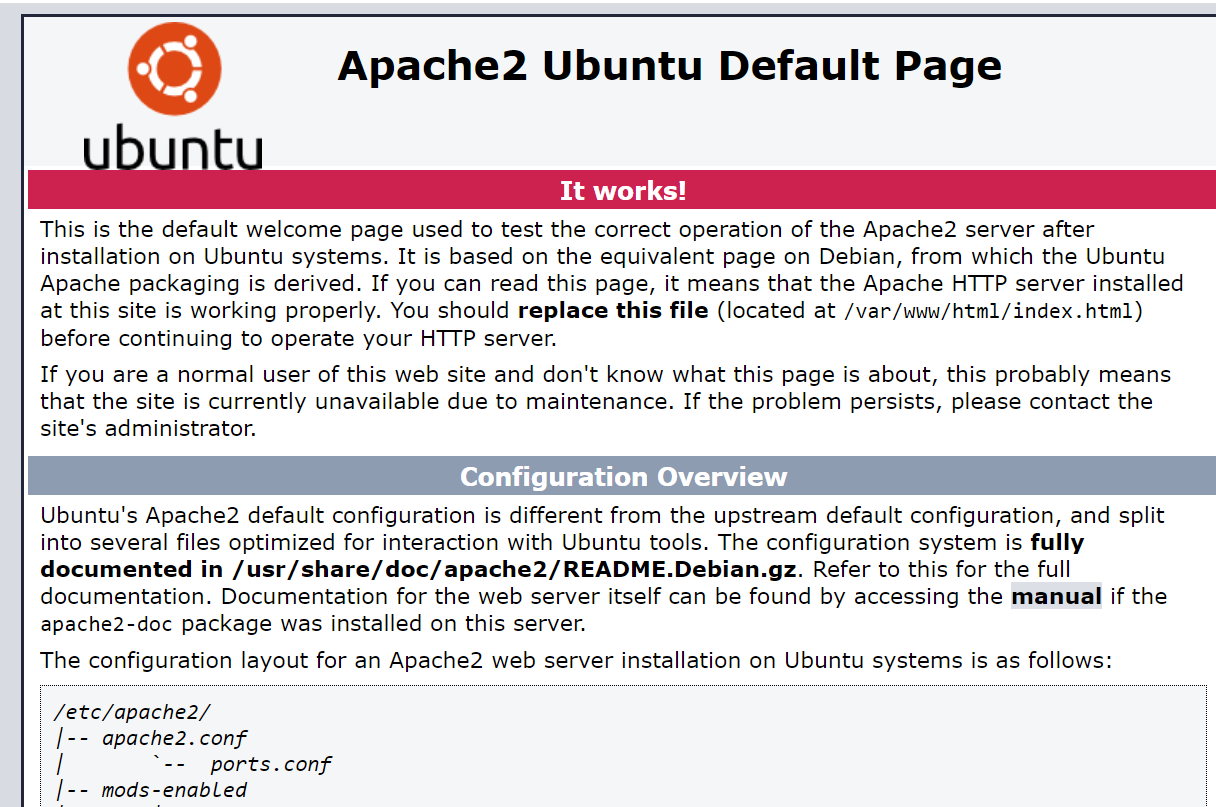 Apache2 Ubuntu Default Page
ubuntu
It works!
This is the default welcome page used to test the correct operation of the Apache2 server after
installation on Ubuntu systems. It is based on the equivalent page on Debian, from which the Ubuntu
Apache packaging is derived. If you can read this page, it means that the Apache HTTP server installed
at this site is working properly. You should replace this file (located at /var/www/html/index.html)
before continuing to operate your HTTP server.
If you are a normal user of this web site and don't know what this page is about, this probably means
that the site is currently unavailable due to maintenance. If the problem persists, please contact the
site's administrator.
Configuration Overview
Ubuntu's Apache2 default configuration is different from the upstream default configuration, and split
into several files optimized for interaction with Ubuntu tools. The configuration system is fully
documented in /usr/share/doc/apache2/README.Debian.gz. Refer to this for the full
documentation. Documentation for the web server itself can be found by accessing the manual if the
apache2-doc package was installed on this server.
The configuration layout for an Apache2 web server installation on Ubuntu systems is as follows:
/etc/apache2/
|-- apache2.conf
|       `--  ports.conf
|-- mods-enabled